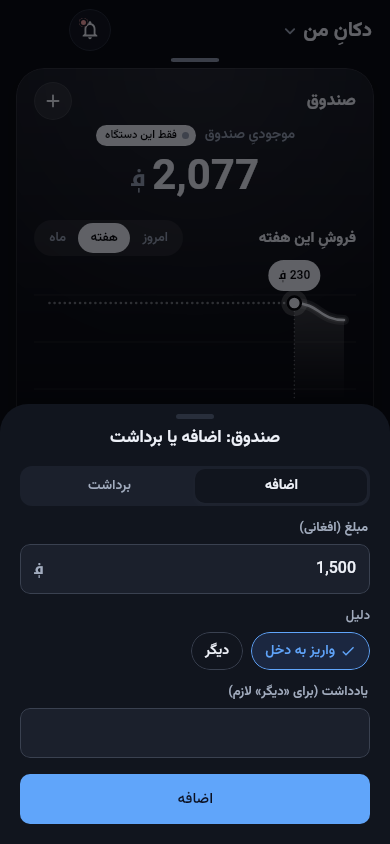 دکانِ من
صندوق
موجودیِ صندوق فقط این دستگاه
2,077 ؋
فروشِ این هفته امروز هفته ماه
230 ؋
صندوق: اضافه یا برداشت
اضافه برداشت
مبلغ (افغانی)
1,500 ؋
دلیل
واریز به دخل دیگر
یادداشت (برای «دیگر» لازم)
اضافه